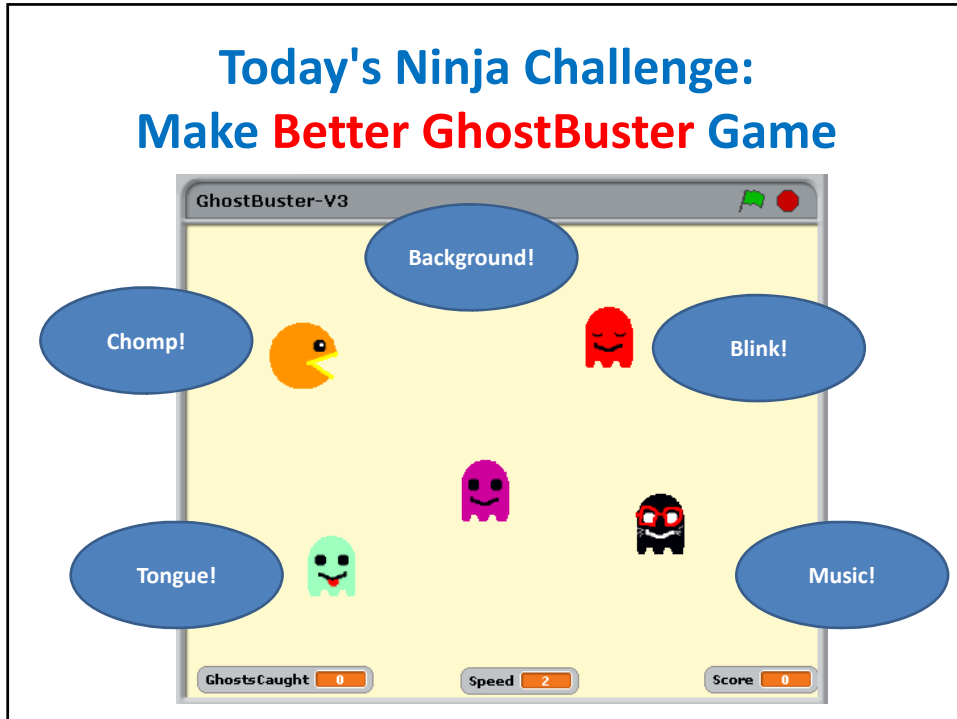 Today's Ninja Challenge:
Make Better GhostBuster Game
GhostBuster-V3
Background!
Chomp!
Blink!
Tongue!
Music!
GhostsCaught 0
Speed 2
Score 0